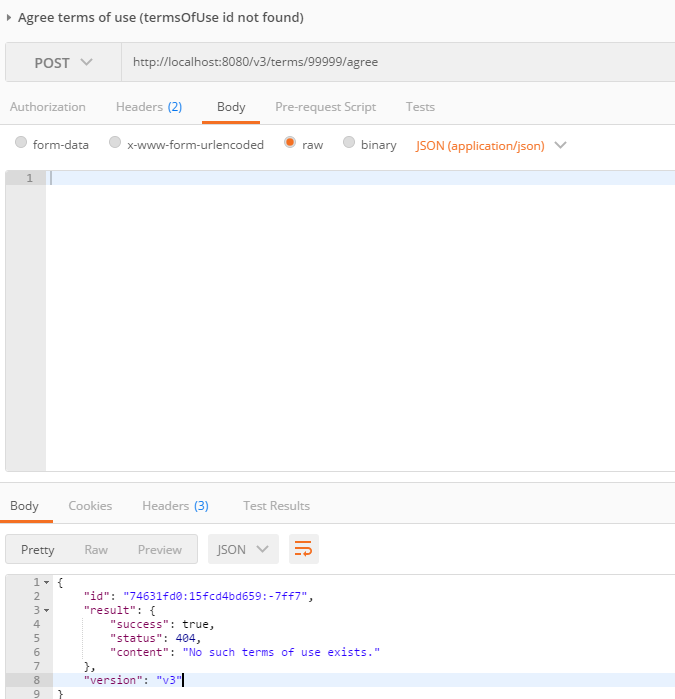 Agree terms of use (termsOfUse id not found)
POST http://localhost:8080/v3/terms/99999/agree
Authorization Headers (2) Body Pre-request Script Tests
form-data x-www-form-urlencoded raw binary JSON (application/json)
1
Body Cookies Headers (3) Test Results
Pretty Raw Preview JSON
1 {
2 "id": "74631fd0:15fcd4bd659:-7ff7",
3 "result": {
4 "success": true,
5 "status": 404,
6 "content": "No such terms of use exists."
7 },
8 "version": "v3"
9 }